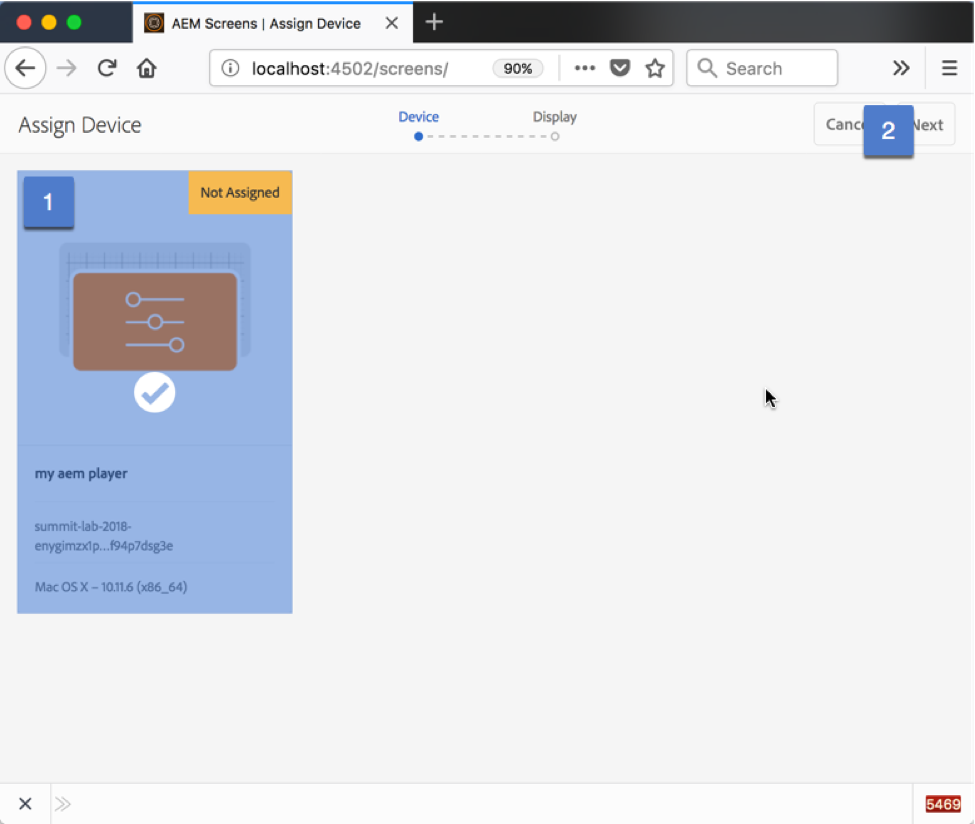 AEM Screens | Assign Device
localhost:4502/screens/
90%
Search
Assign Device
Device
Display
2
Next
1
Not Assigned
my aem player
summit-lab-2018-
enygimzx1p...f94p7dsg3e
Mac OS X – 10.11.6 (x86_64)
5469